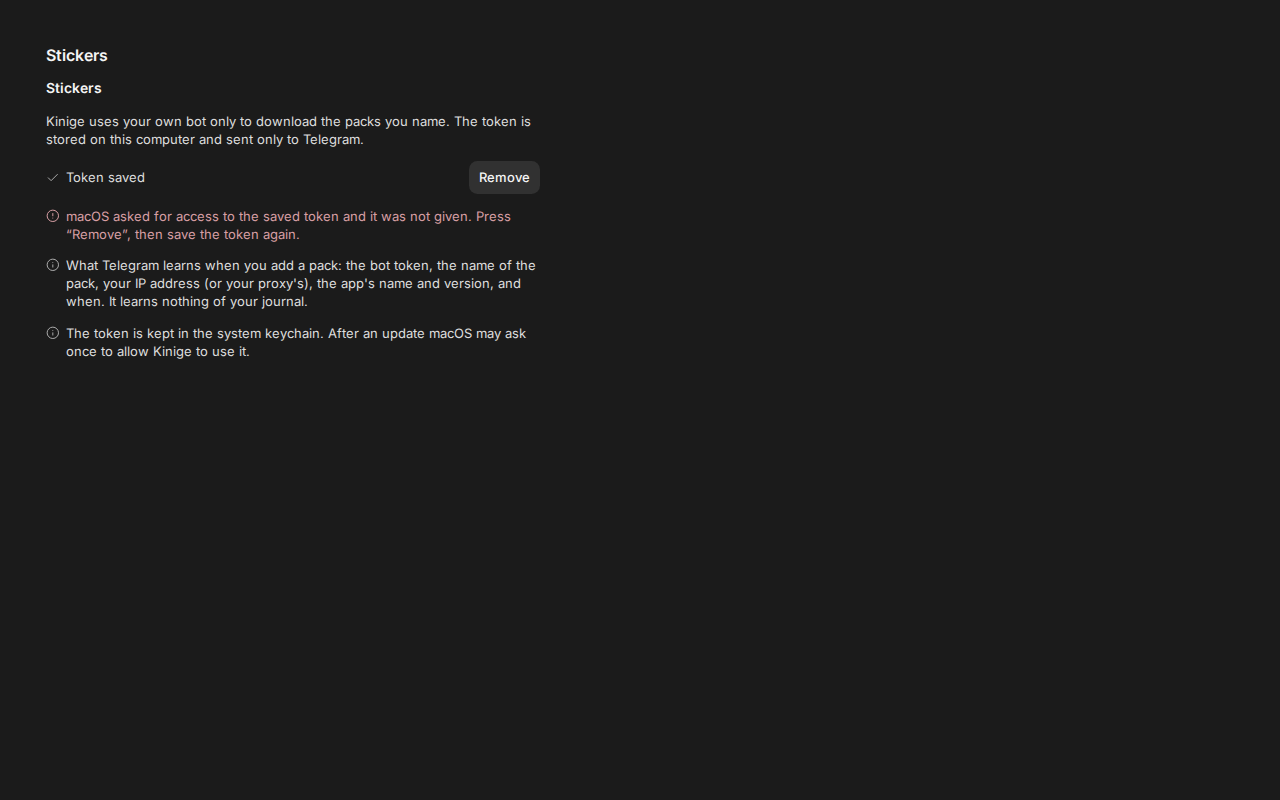 Stickers
Stickers
Kinige uses your own bot only to download the packs you name. The token is
stored on this computer and sent only to Telegram.
Token saved
Remove
macOS asked for access to the saved token and it was not given. Press
“Remove”, then save the token again.
What Telegram learns when you add a pack: the bot token, the name of the
pack, your IP address (or your proxy's), the app's name and version, and
when. It learns nothing of your journal.
The token is kept in the system keychain. After an update macOS may ask
once to allow Kinige to use it.